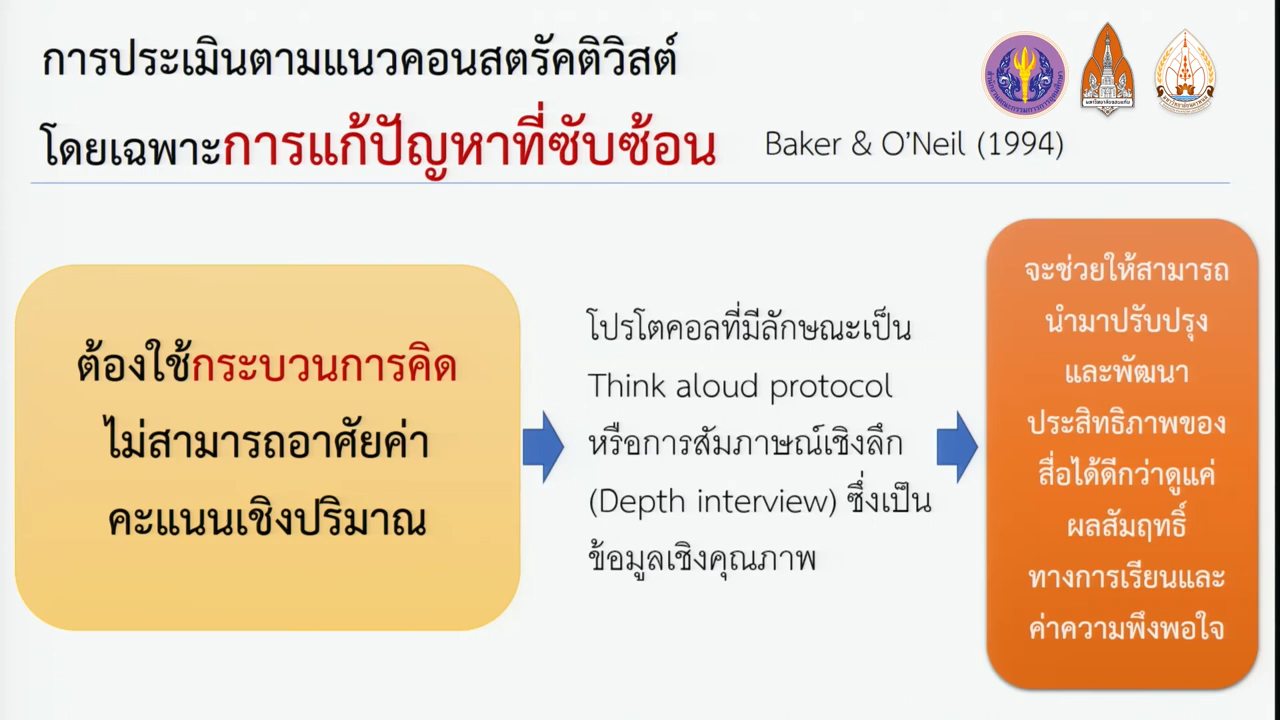 การประเมินตามแนวคอนสตรัคติวิสต์
โดยเฉพาะการแก้ปัญหาที่ซับซ้อน Baker & O’Neil (1994)
ต้องใช้กระบวนการคิด
ไม่สามารถอาศัยค่า
คะแนนเชิงปริมาณ
โปรโตคอลที่มีลักษณะเป็น
Think aloud protocol
หรือการสัมภาษณ์เชิงลึก
(Depth interview) ซึ่งเป็น
ข้อมูลเชิงคุณภาพ
จะช่วยให้สามารถ
นำมาปรับปรุง
และพัฒนา
ประสิทธิภาพของ
สื่อได้ดีกว่าดูแค่
ผลสัมฤทธิ์
ทางการเรียนและ
ค่าความพึงพอใจ